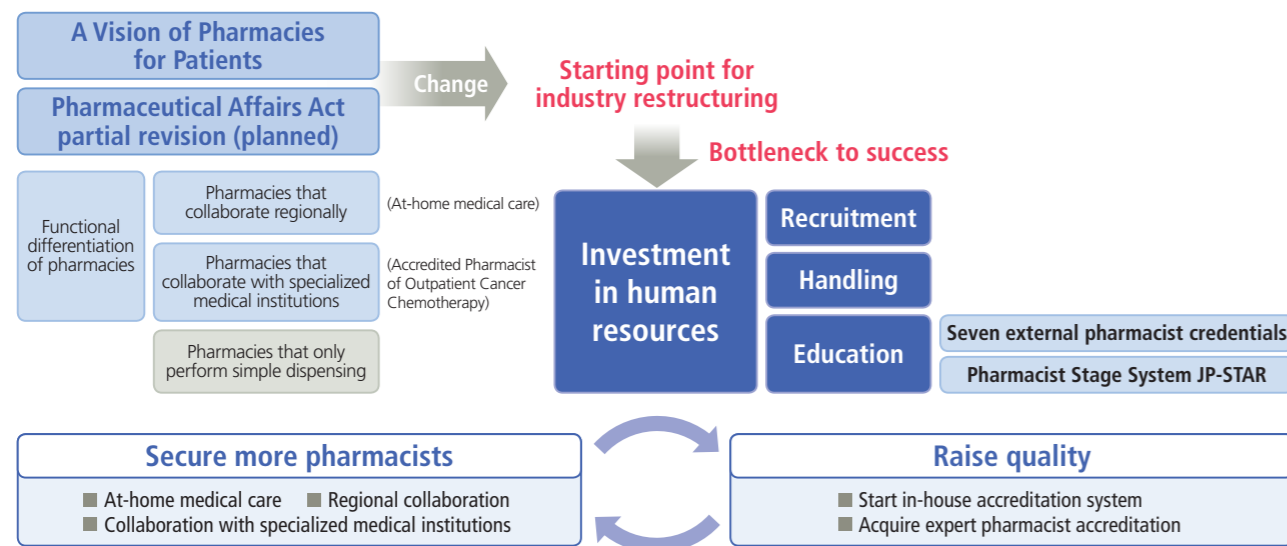 A Vision of Pharmacies
for Patients
Pharmaceutical Affairs Act
partial revision (planned)
Change
Starting point for
industry restructuring
Bottleneck to success
Functional
differentiation
of pharmacies
Pharmacies that
collaborate regionally
(At-home medical care)
Pharmacies that
collaborate with specialized
medical institutions
(Accredited Pharmacist
of Outpatient Cancer
Chemotherapy)
Pharmacies that only
perform simple dispensing
Investment
in human
resources
Recruitment
Handling
Education
Seven external pharmacist credentials
Pharmacist Stage System JP-STAR
Secure more pharmacists
■ At-home medical care ■ Regional collaboration
■ Collaboration with specialized medical institutions
Raise quality
■ Start in-house accreditation system
■ Acquire expert pharmacist accreditation